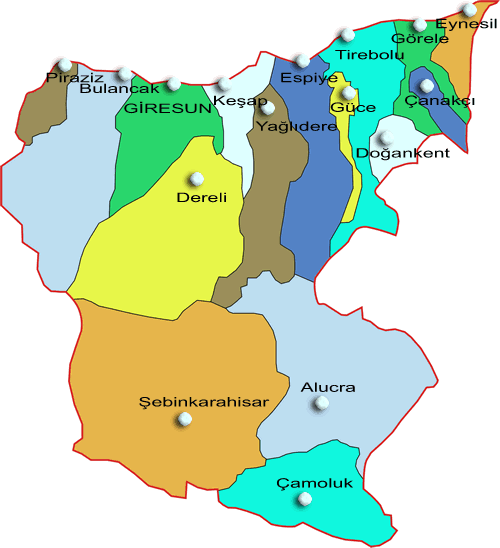 Eynesil
Görele
Tirebolu
Piraziz
Bulancak
Espiye
Keşap
GİRESUN
Güce
Çanakçı
Yağlıdere
Doğankent
Dereli
Alucra
Şebinkarahisar
Çamoluk